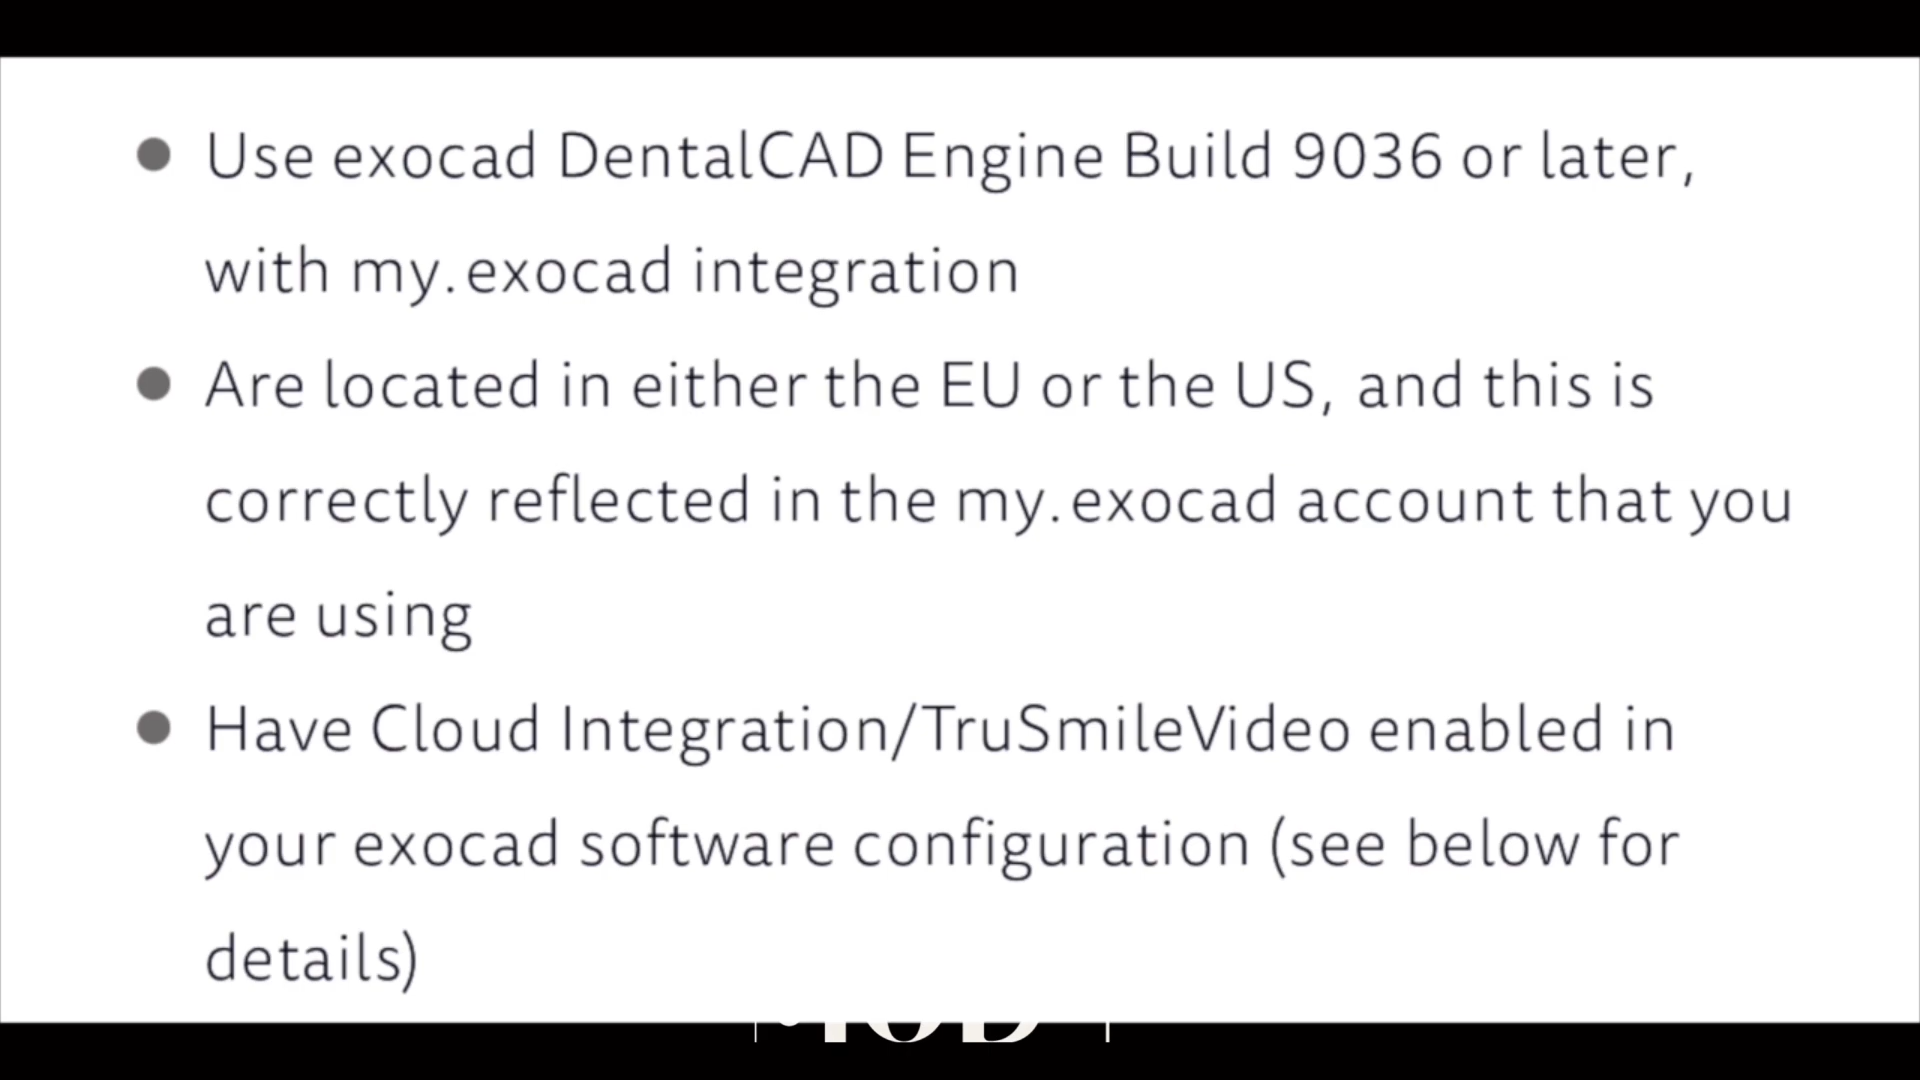 Use exocad DentalCAD Engine Build 9036 or later,
with my.exocad integration
Are located in either the EU or the US, and this is
correctly reflected in the my.exocad account that you
are using
Have Cloud Integration/TruSmileVideo enabled in
your exocad software configuration (see below for
details)